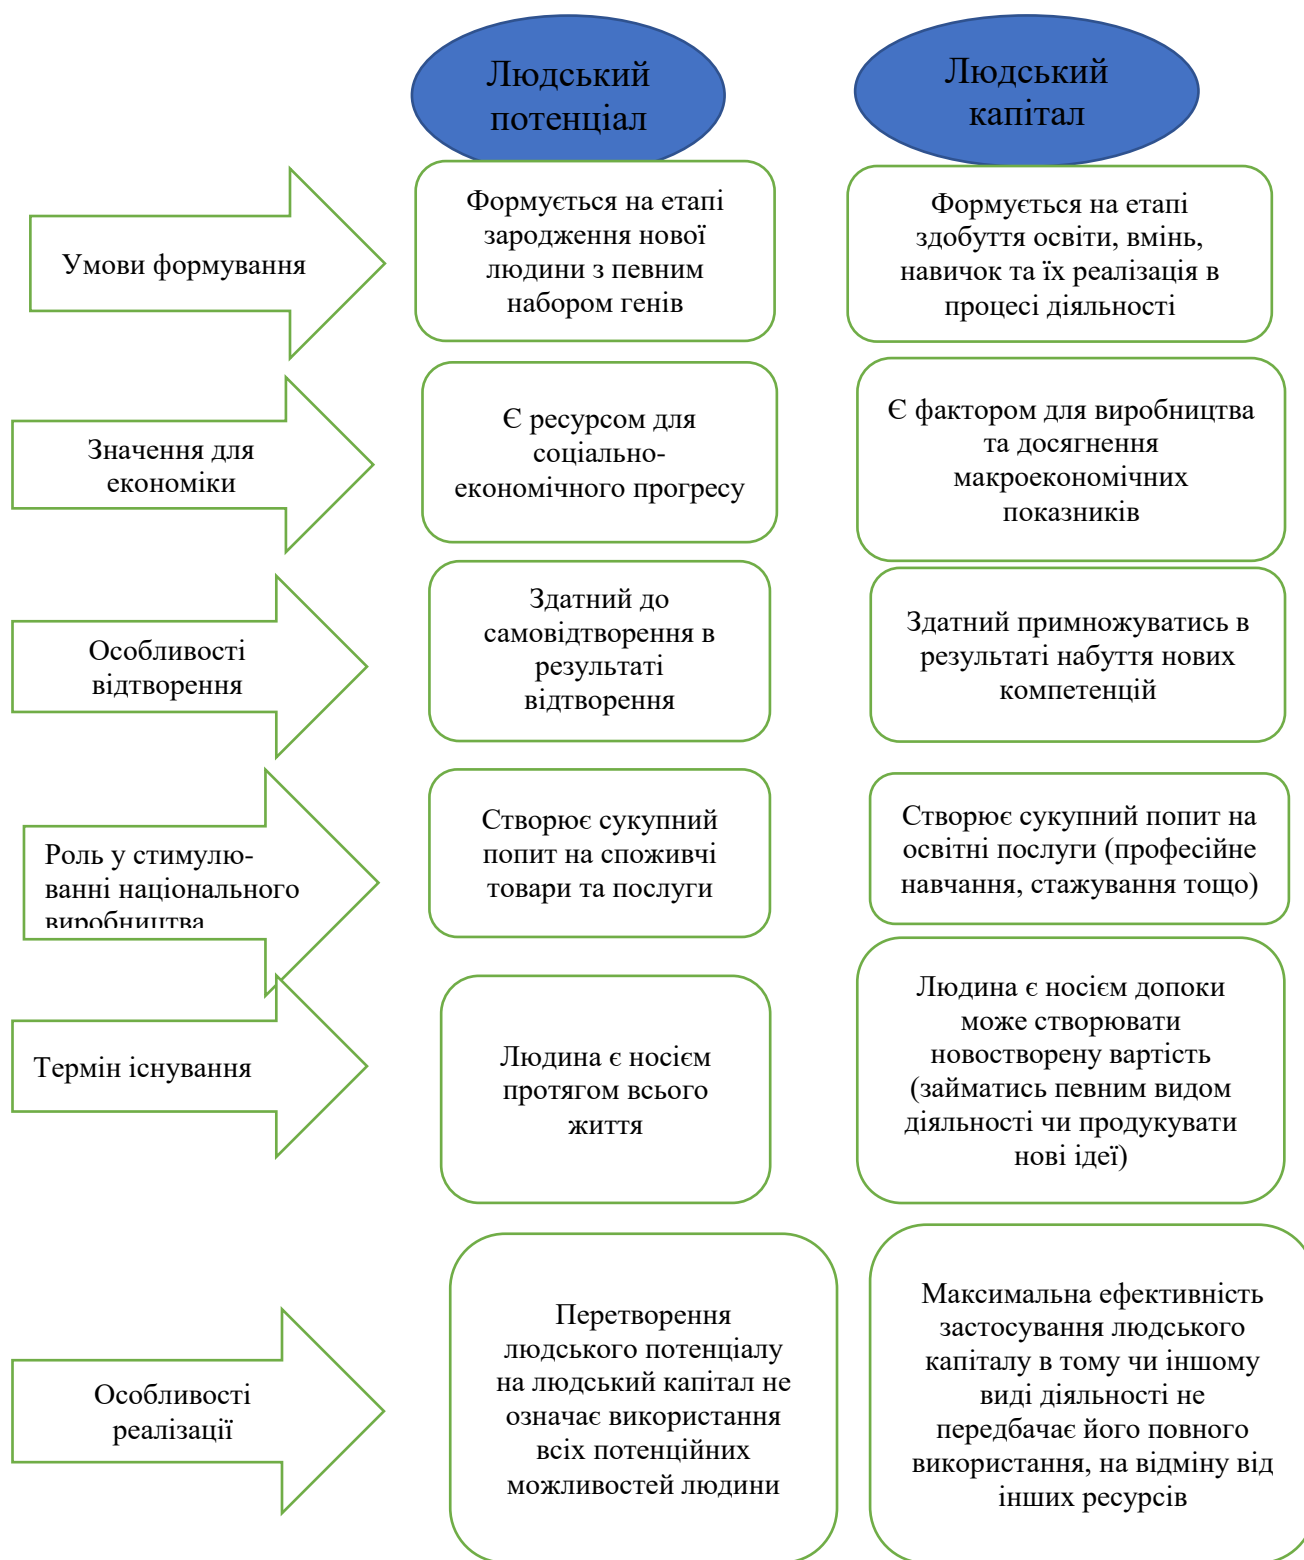 Людський
потенціал
Людський
капітал
Умови формування
Формується на етапі
зародження нової
людини з певним
набором генів
Формується на етапі
здобуття освіти, вмінь,
навичок та їх реалізація в
процесі діяльності
Значення для
економіки
Є ресурсом для
соціально-
економічного прогресу
Є фактором для виробництва
та досягнення
макроекономічних
показників
Особливості
відтворення
Здатний до
самовідтворення в
результаті
відтворення
Здатний примножуватись в
результаті набуття нових
компетенцій
Роль у стимулю-
ванні національного
виробництва
Створює сукупний
попит на споживчі
товари та послуги
Створює сукупний попит на
освітні послуги (професійне
навчання, стажування тощо)
Термін існування
Людина є носієм
протягом всього
життя
Людина є носієм допоки
може створювати
новостворену вартість
(займатись певним видом
діяльності чи продукувати
нові ідеї)
Особливості
реалізації
Перетворення
людського потенціалу
на людський капітал не
означає використання
всіх потенційних
можливостей людини
Максимальна ефективність
застосування людського
капіталу в тому чи іншому
виді діяльності не
передбачає його повного
використання, на відміну від
інших ресурсів